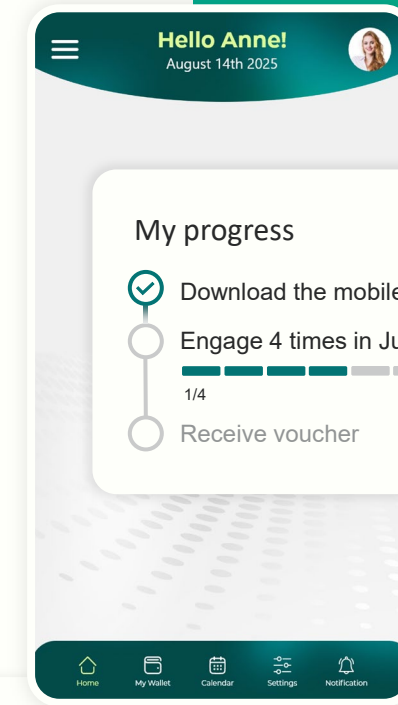 Hello Anne!
August 14th 2025
My progress
Download the mobile
Engage 4 times in Ju
1/4
Receive voucher
Home
My Wallet
Calendar
Settings
Notification